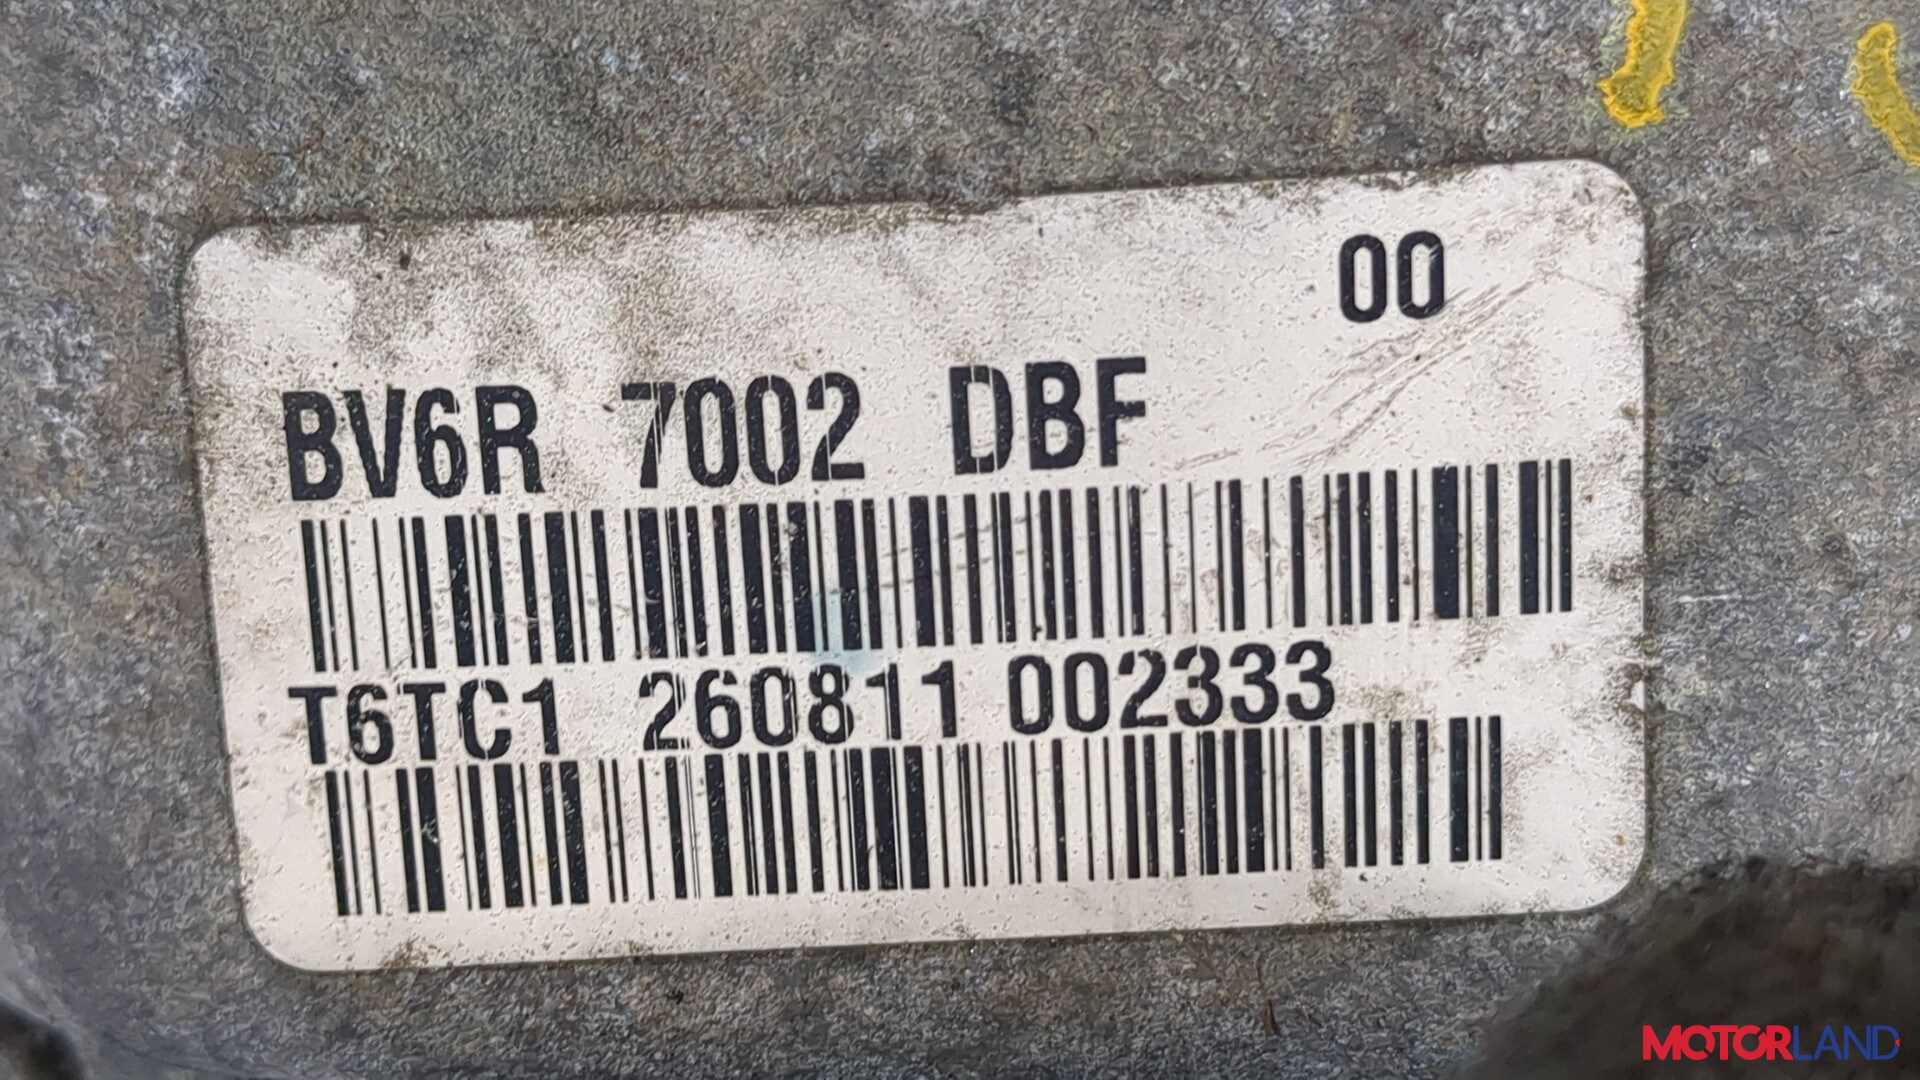 00
BV6R 7002 DBF
T6TC1 260811 002333
MOTORLAND